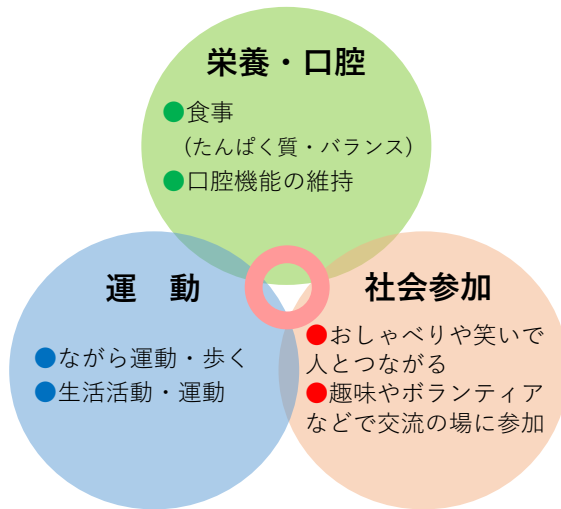 栄養・口腔
●食事
(たんぱく質・バランス)
●口腔機能の維持
運　動
●ながら運動・歩く
●生活活動・運動
社会参加
●おしゃべりや笑いで
人とつながる
●趣味やボランティア
などで交流の場に参加